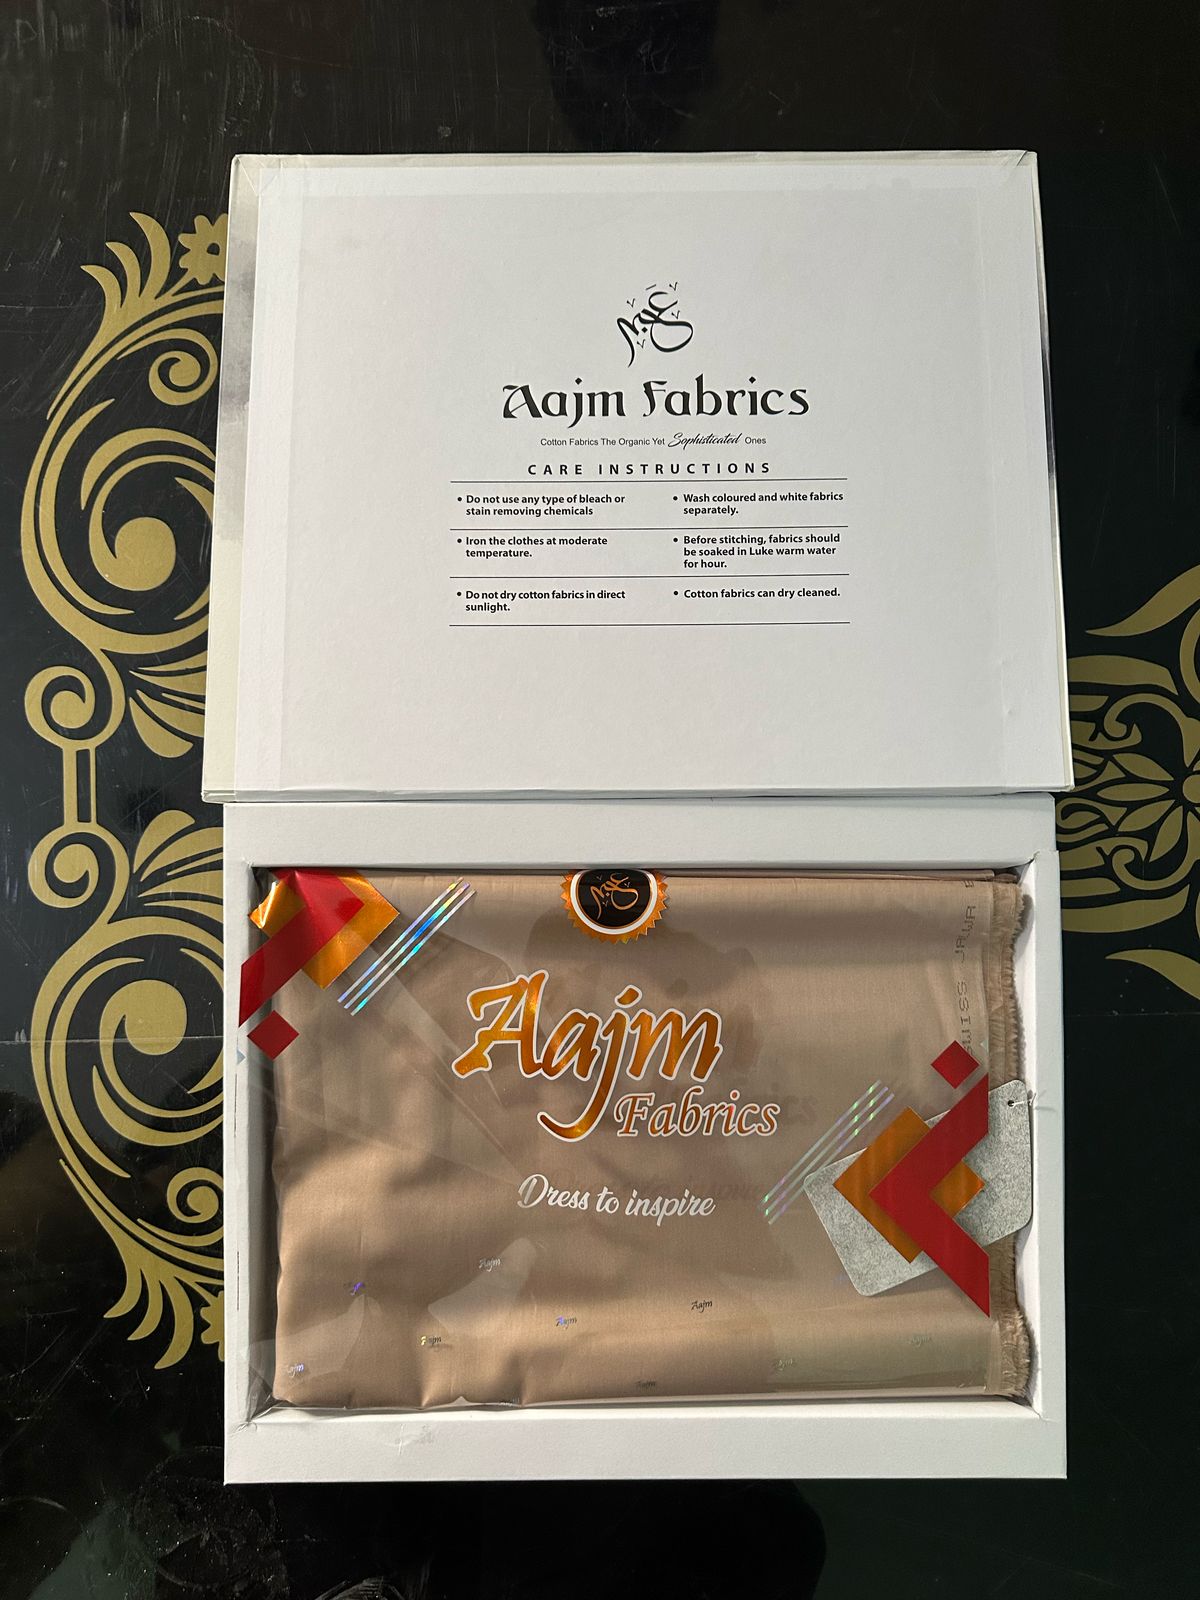 Aajm Fabrics
Cotton Fabrics The Organic Yet Sophisticated Ones
CARE INSTRUCTIONS
• Do not use any type of bleach or
stain removing chemicals
• Wash coloured and white fabrics
separately.
• Iron the clothes at moderate
temperature.
• Before stitching, fabrics should
be soaked in Luke warm water
for hour.
• Do not dry cotton fabrics in direct
sunlight.
• Cotton fabrics can dry cleaned.
SWISS JAWA
Aajm
Fabrics
Dress to inspire
Aajm
Aajm
Aajm
Aajm
Aajm